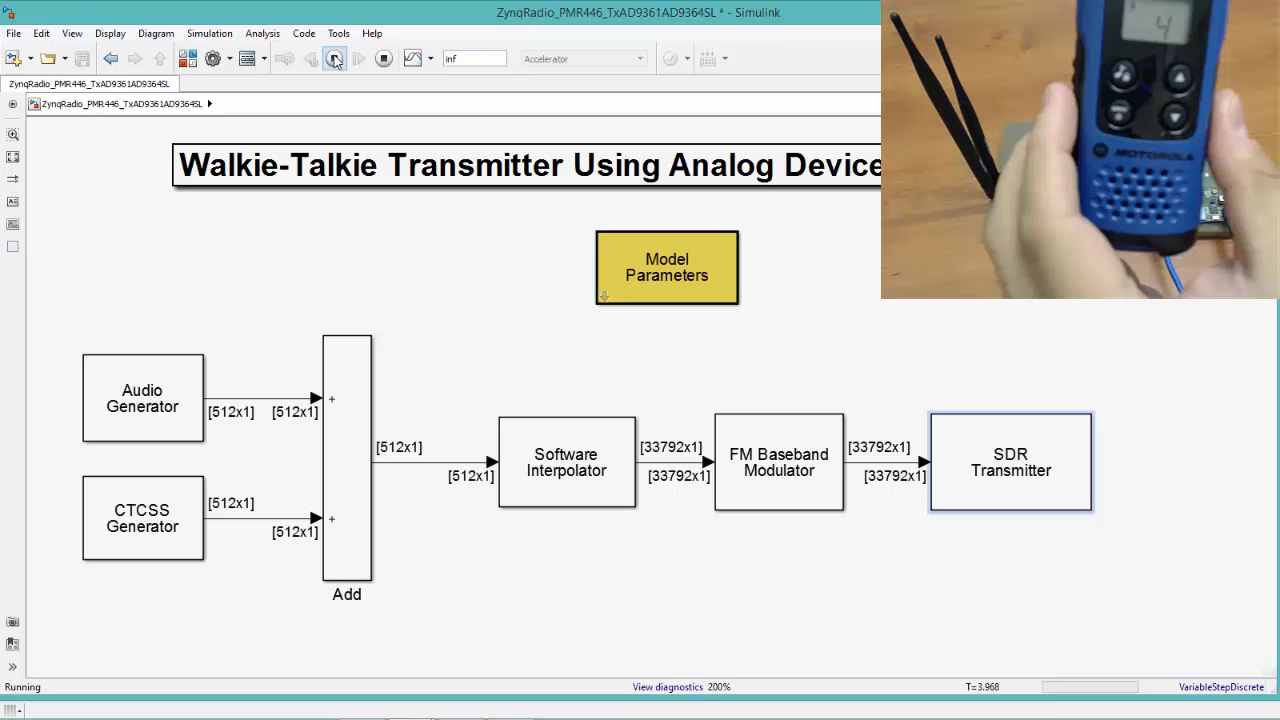 ZynqRadio_PMR446_TxAD9361AD9364SL * - Simulink
File Edit View Display Diagram Simulation Analysis Code Tools Help
inf
Accelerator
ZynqRadio_PMR446_TxAD9361AD9364SL
ZynqRadio_PMR446_TxAD9361AD9364SL
4
MOTOROLA
Walkie-Talkie Transmitter Using Analog Device
Model
Parameters
Audio
Generator
[512x1] [512x1]
+
CTCSS
Generator
[512x1]
[512x1]
+
Add
[512x1]
[512x1]
Software
Interpolator
[33792x1]
[33792x1]
FM Baseband
Modulator
[33792x1]
[33792x1]
SDR
Transmitter
Running
View diagnostics 200%
T=3.968
VariableStepDiscrete